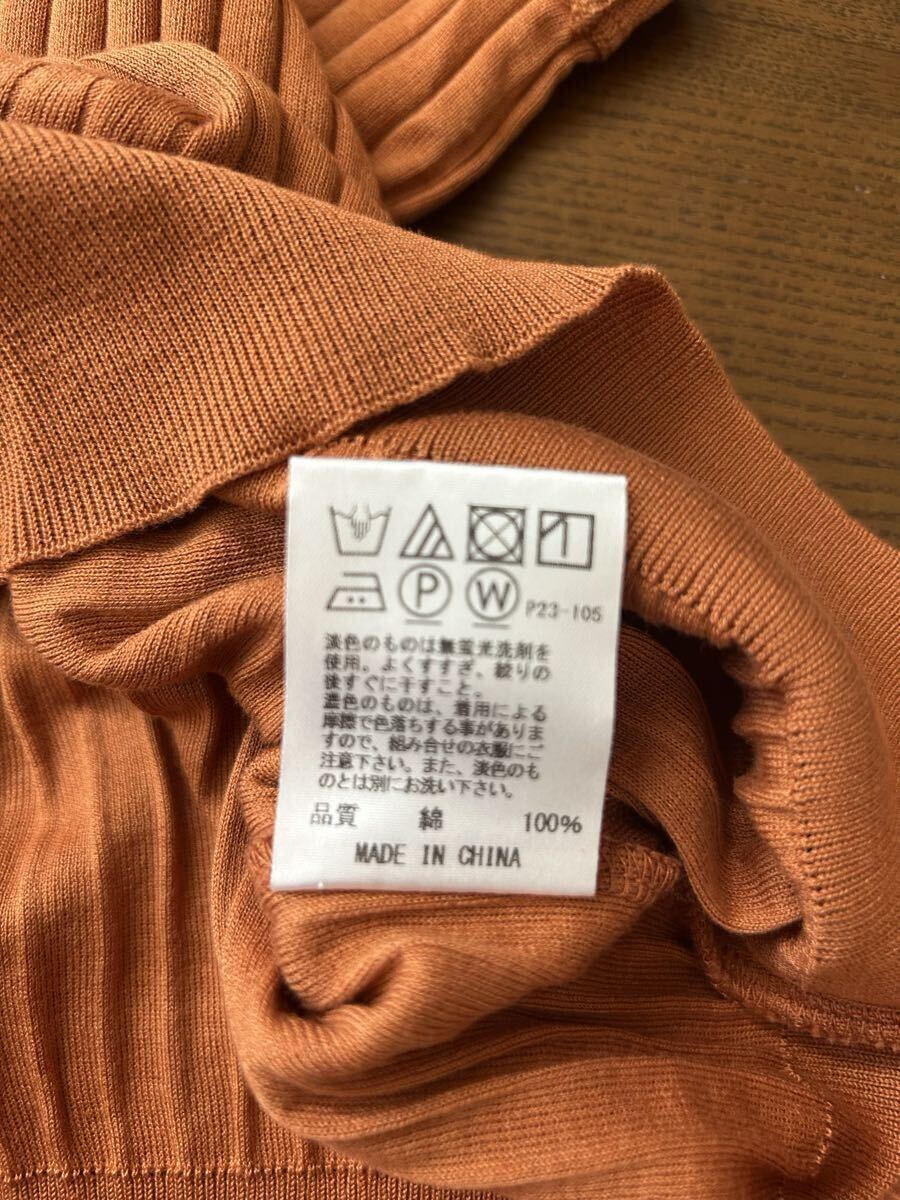 P
W
P23-105
淡色のものは無蛍光洗剤を
使用。よくすすぎ、絞りの
後すぐに干すこと。
濃色のものは、着用による
摩擦で色落ちする事がありま
すので、組み合せの衣服にご
注意下さい。また、淡色のも
のとは別にお洗い下さい。
品質 綿 100%
MADE IN CHINA